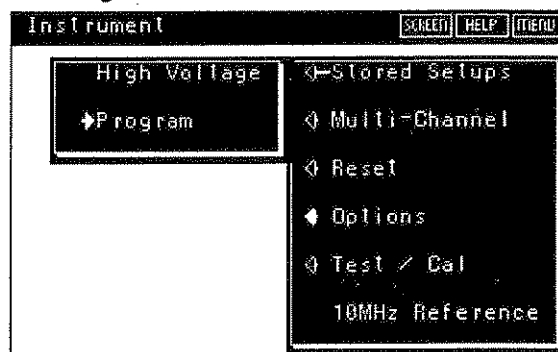 Instrument
SCREEN HELP MENU
High Voltage
Program
Stored Setups
Multi-Channel
Reset
Options
Test / Cal
10MHz Reference